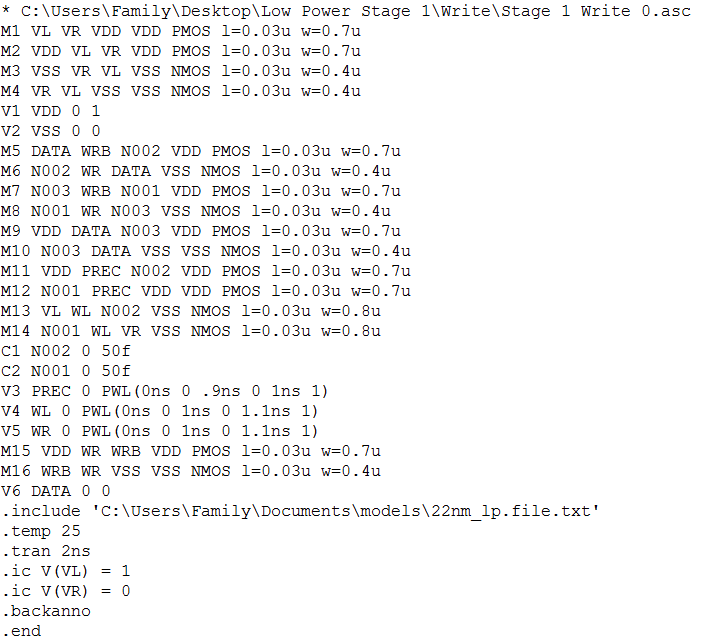 * C:\Users\Family\Desktop\Low Power Stage 1\Write\Stage 1 Write 0.asc
M1 VL VR VDD VDD PMOS l=0.03u w=0.7u
M2 VDD VL VR VDD PMOS l=0.03u w=0.7u
M3 VSS VR VL VSS NMOS l=0.03u w=0.4u
M4 VR VL VSS VSS NMOS l=0.03u w=0.4u
V1 VDD 0 1
V2 VSS 0 0
M5 DATA WRB N002 VDD PMOS l=0.03u w=0.7u
M6 N002 WR DATA VSS NMOS l=0.03u w=0.4u
M7 N003 WRB N001 VDD PMOS l=0.03u w=0.7u
M8 N001 WR N003 VSS NMOS l=0.03u w=0.4u
M9 VDD DATA N003 VDD PMOS l=0.03u w=0.7u
M10 N003 DATA VSS VSS NMOS l=0.03u w=0.4u
M11 VDD PREC N002 VDD PMOS l=0.03u w=0.7u
M12 N001 PREC VDD VDD PMOS l=0.03u w=0.7u
M13 VL WL N002 VSS NMOS l=0.03u w=0.8u
M14 N001 WL VR VSS NMOS l=0.03u w=0.8u
C1 N002 0 50f
C2 N001 0 50f
V3 PREC 0 PWL(0ns 0 .9ns 0 1ns 1)
V4 WL 0 PWL(0ns 0 1ns 0 1.1ns 1)
V5 WR 0 PWL(0ns 0 1ns 0 1.1ns 1)
M15 VDD WR WRB VDD PMOS l=0.03u w=0.7u
M16 WRB WR VSS VSS NMOS l=0.03u w=0.4u
V6 DATA 0 0
.include 'C:\Users\Family\Documents\models\22nm_lp.file.txt'
.temp 25
.tran 2ns
.ic V(VL) = 1
.ic V(VR) = 0
.backanno
.end